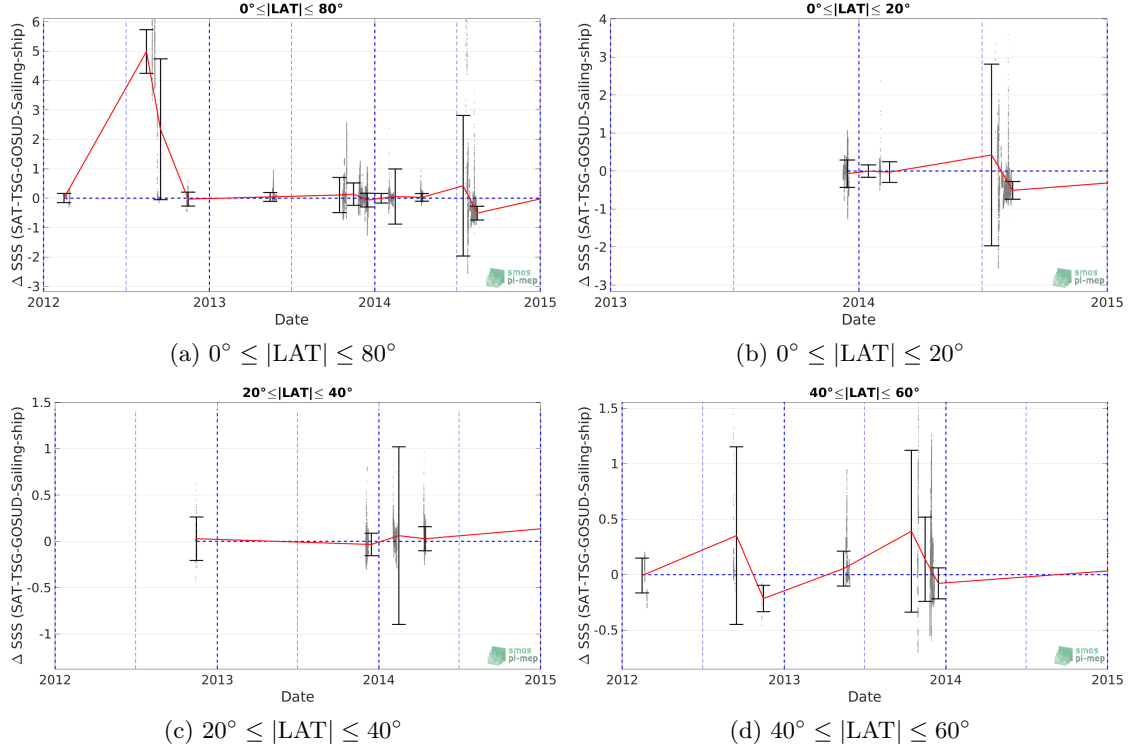 0°≤|LAT|≤ 80°
Δ SSS (SAT-TSG-GOSUD-Sailing-ship)
6
5
4
3
2
1
0
-1
-2
-3
2012
2013
2014
2015
Date
smos
pi-mep
(a) 0° ≤ |LAT| ≤ 80°
0°≤|LAT|≤ 20°
Δ SSS (SAT-TSG-GOSUD-Sailing-ship)
4
3
2
1
0
-1
-2
-3
2013
2014
2015
Date
smos
pi-mep
(b) 0° ≤ |LAT| ≤ 20°
20°≤|LAT|≤ 40°
Δ SSS (SAT-TSG-GOSUD-Sailing-ship)
1.5
1
0.5
0
-0.5
-1
2012
2013
2014
2015
Date
smos
pi-mep
(c) 20° ≤ |LAT| ≤ 40°
40°≤|LAT|≤ 60°
Δ SSS (SAT-TSG-GOSUD-Sailing-ship)
1.5
1
0.5
0
-0.5
2012
2013
2014
2015
Date
smos
pi-mep
(d) 40° ≤ |LAT| ≤ 60°